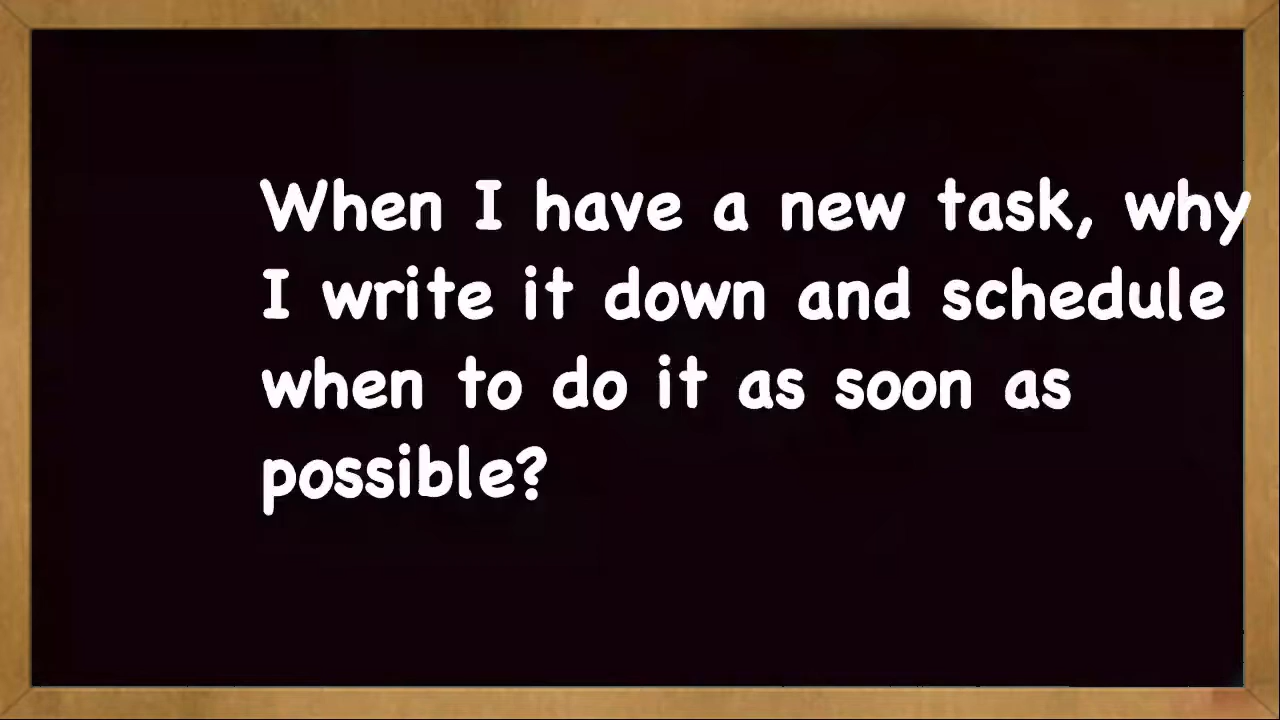 When I have a new task, why
I write it down and schedule
when to do it as soon as
possible?